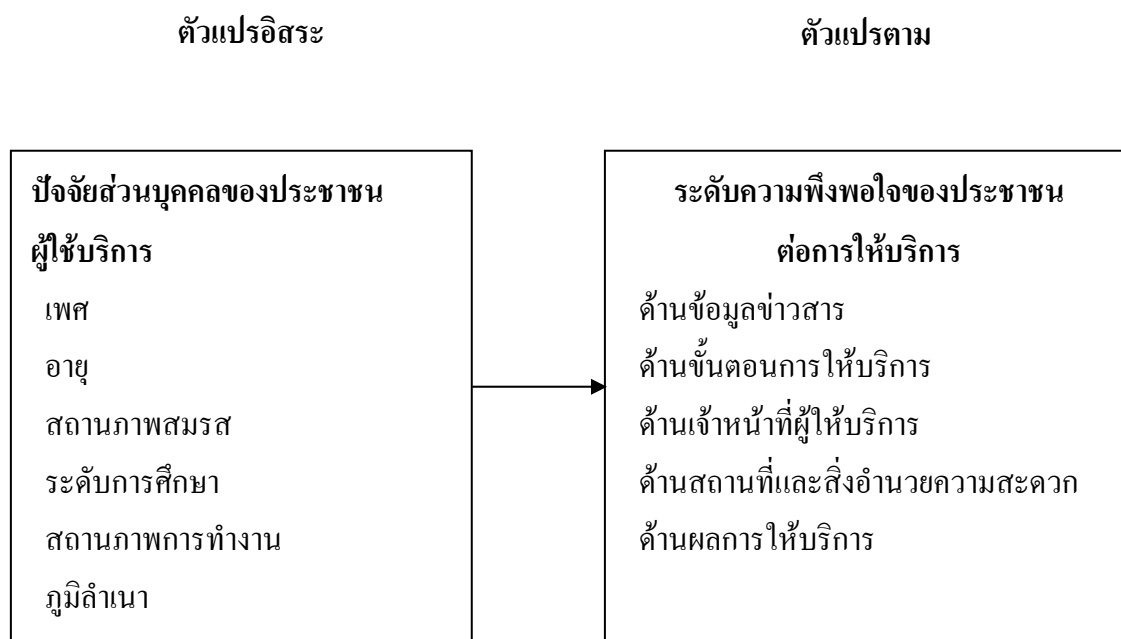 ตัวแปรอิสระ
ตัวแปรตาม
ปัจจัยส่วนบุคคลของประชาชน
ผู้ใช้บริการ
เพศ
อายุ
สถานภาพสมรส
ระดับการศึกษา
สถานภาพการทำงาน
ภูมิลำเนา
ระดับความพึงพอใจของประชาชน
ต่อการให้บริการ
ด้านข้อมูลข่าวสาร
ด้านขั้นตอนการให้บริการ
ด้านเจ้าหน้าที่ผู้ให้บริการ
ด้านสถานที่และสิ่งอำนวยความสะดวก
ด้านผลการให้บริการ